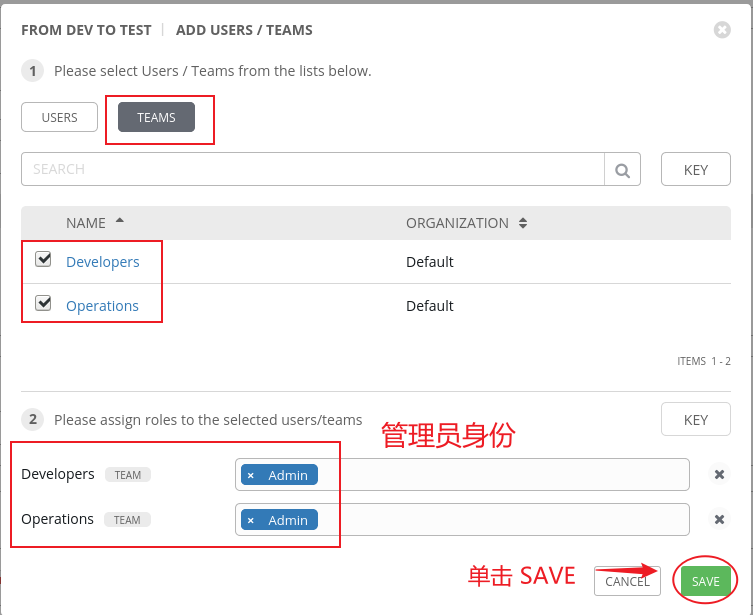 FROM DEV TO TEST | ADD USERS / TEAMS
1 Please select Users / Teams from the lists below.
USERS TEAMS
SEARCH KEY
NAME ORGANIZATION
Developers Default
Operations Default
ITEMS 1 - 2
2 Please assign roles to the selected users/teams KEY
管理员身份
Developers TEAM × Admin
Operations TEAM × Admin
单击 SAVE CANCEL SAVE